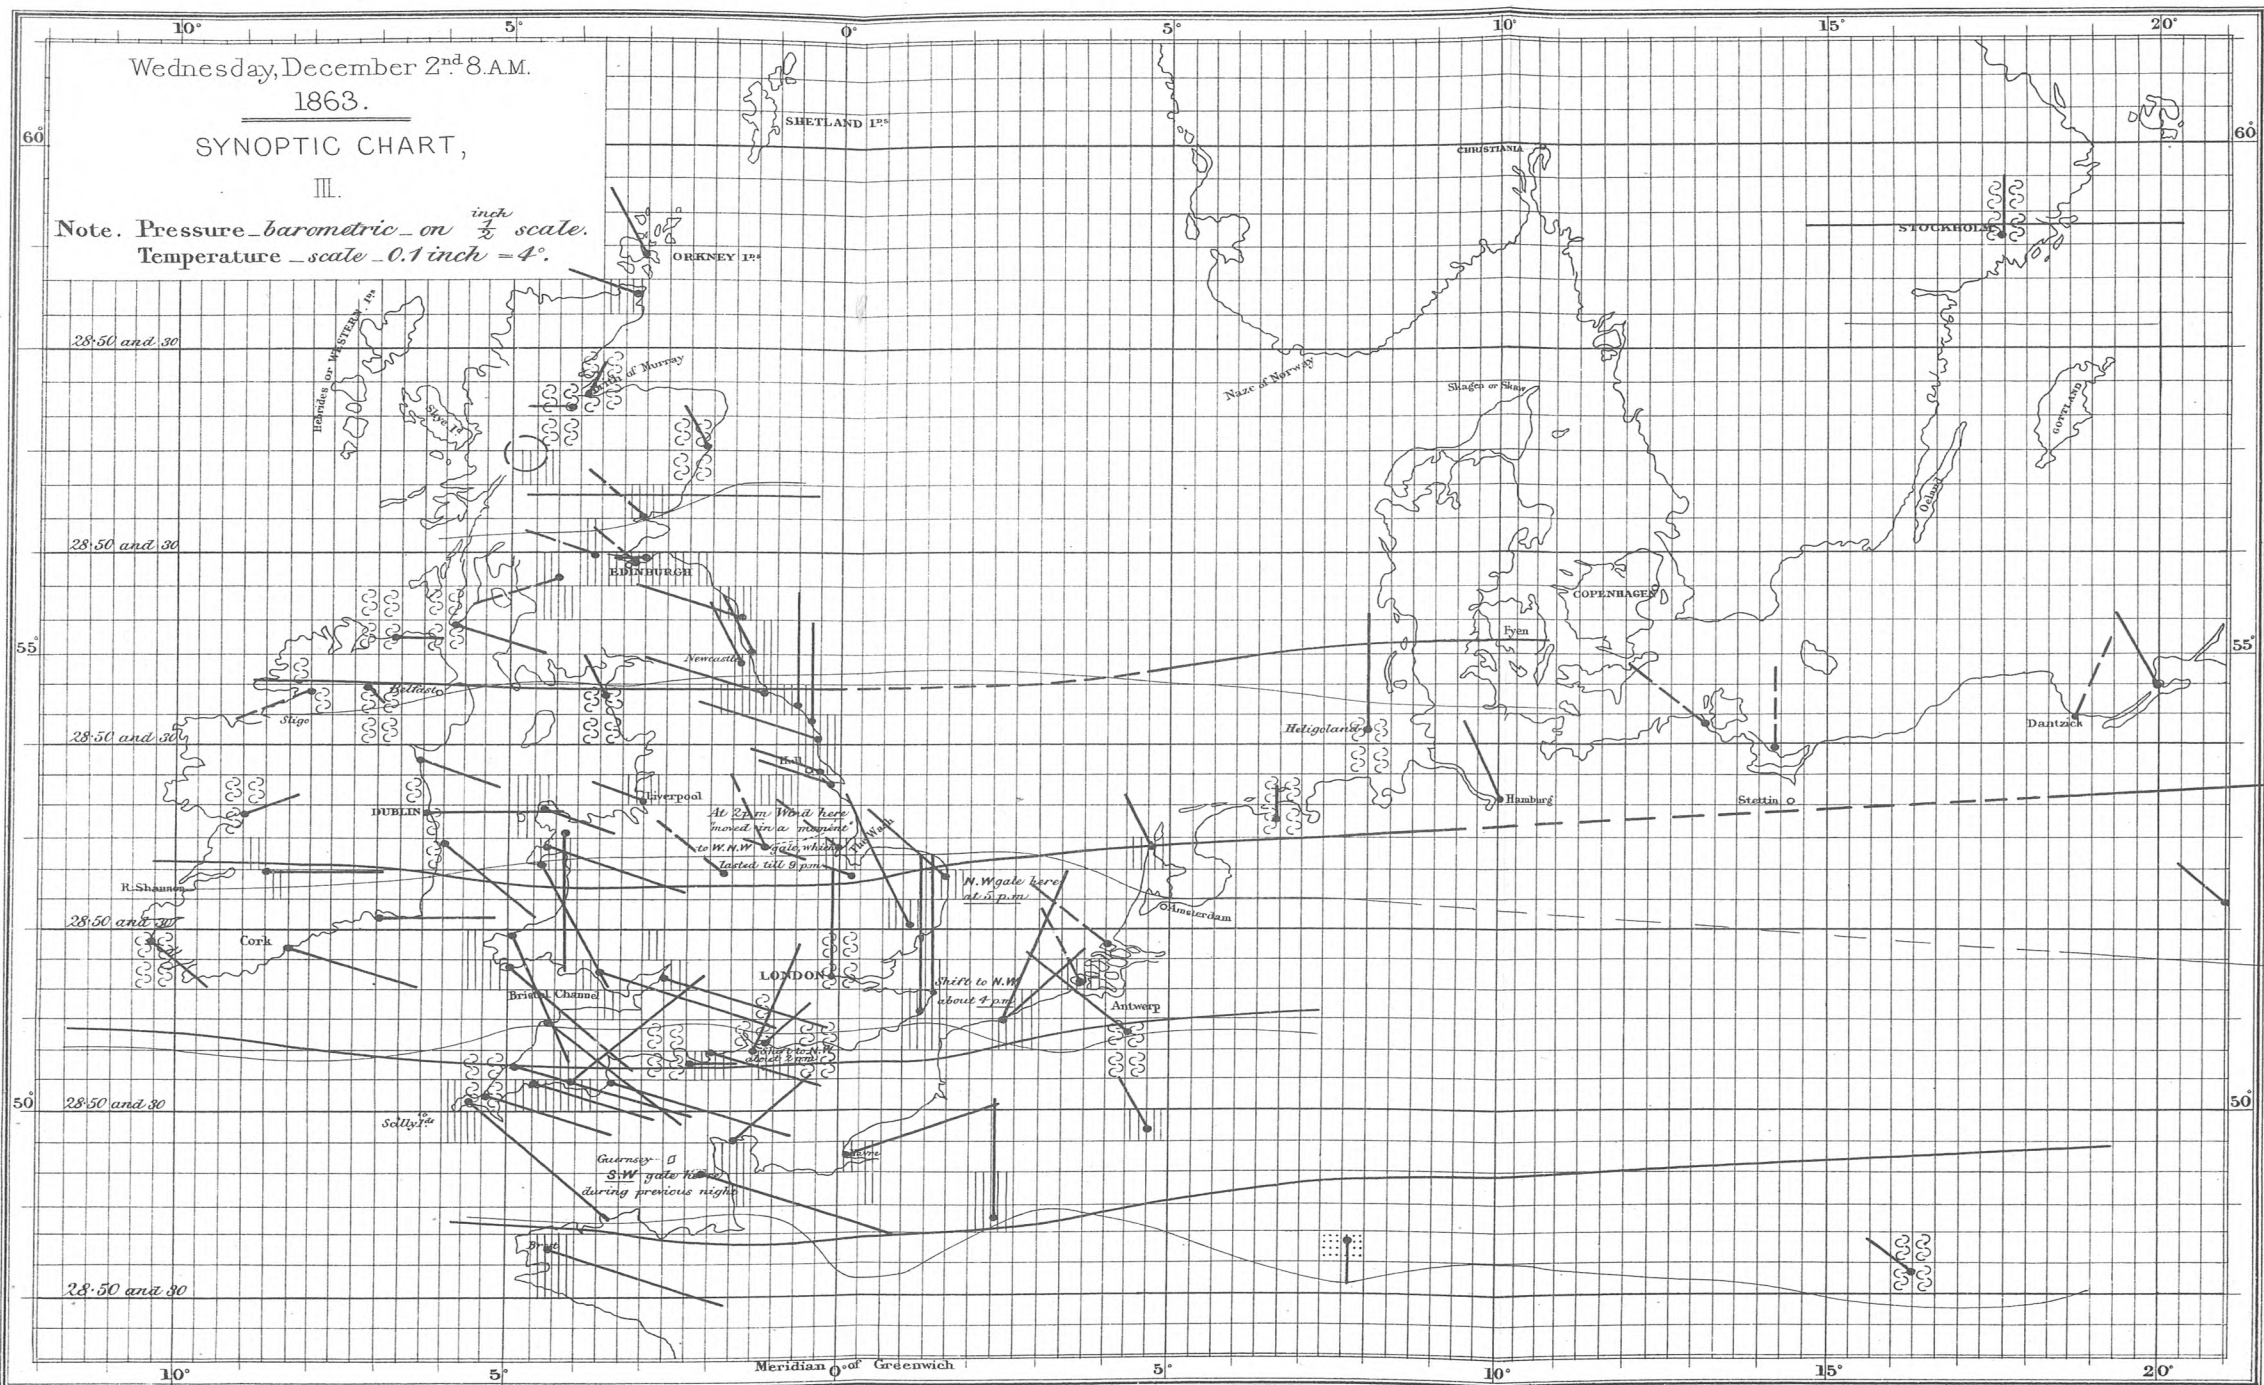 10° 5° 0° 5° 10° 15° 20°
Wednesday, December 2nd. 8. A.M.
1863.
SYNOPTIC CHART,
III.
Note. Pressure _ barometric _ on inch ½ scale.
Temperature _ scale _ 0.1 inch = 4°.
60°
60°
SHETLAND Ids
CHRISTIANIA
STOCKHOLM
ORKNEY Ids
Hebrides or WESTERN. Ids
28·50 and 30
Frith of Murray
Naze of Norway
Skagen or Skaw
Skye Id
GOTTLAND
Oeland
28·50 and 30
EDINBURGH
COPENHAGEN
Fyen
55°
55°
Newcastle
Belfast
Sligo
28·50 and 30
Heligoland
Dantzick
Hull
Liverpool
Hamburg
Stettin
DUBLIN
At 2 p.m Wind here
"moved in a moment"
to W.N.W gale, which
lasted till 9 p.m
The Wash
R. Shannon
N.W gale here
at 5 p.m
Amsterdam
28·50 and 30
Cork
LONDON
Bristol Channel
Shift to N.W
about 4 p.m
Antwerp
Shift to N.W
about 2 p.m
50°
28·50 and 30
50°
Scilly Ids
Havre
Guernsey
S.W gale here
during previous night
Brest
28·50 and 30
Meridian 0° of Greenwich
10° 5° 5° 10° 15° 20°